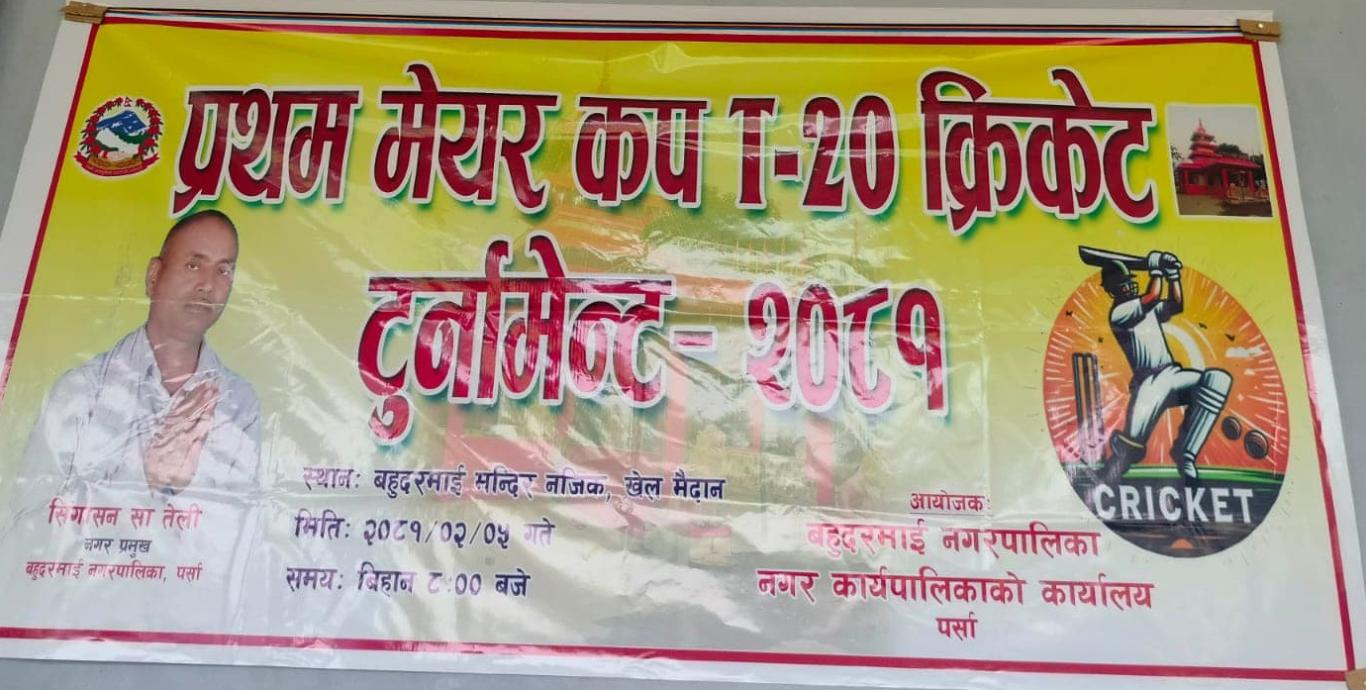 प्रथम मेयर कप T-20 क्रिकेट
टुर्नामेन्ट- २०८१
स्थान: बहुदरमाई मन्दिर नजिक, खेल मैदान
मिति: २०८१/०२/०५ गते
समय: बिहान ८:00 बजे
सिंगासन सा तेली
नगर प्रमुख
बहुदरमाई नगरपालिका, पर्सा
CRICKET
आयोजक:
बहुदरमाई नगरपालिका
नगर कार्यपालिकाको कार्यालय
पर्सा